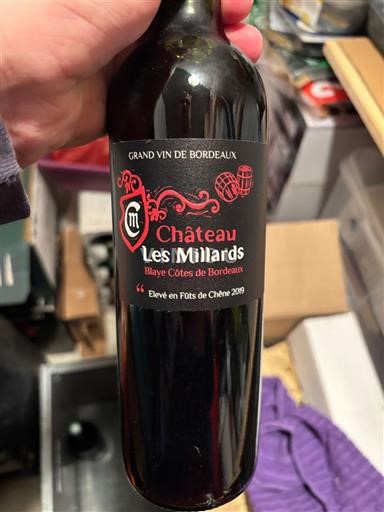 GRAND VIN DE BORDEAUX
Cm
Château
Les Millards
Blaye Côtes de Bordeaux
“ Elevé en Fûts de Chêne 2019